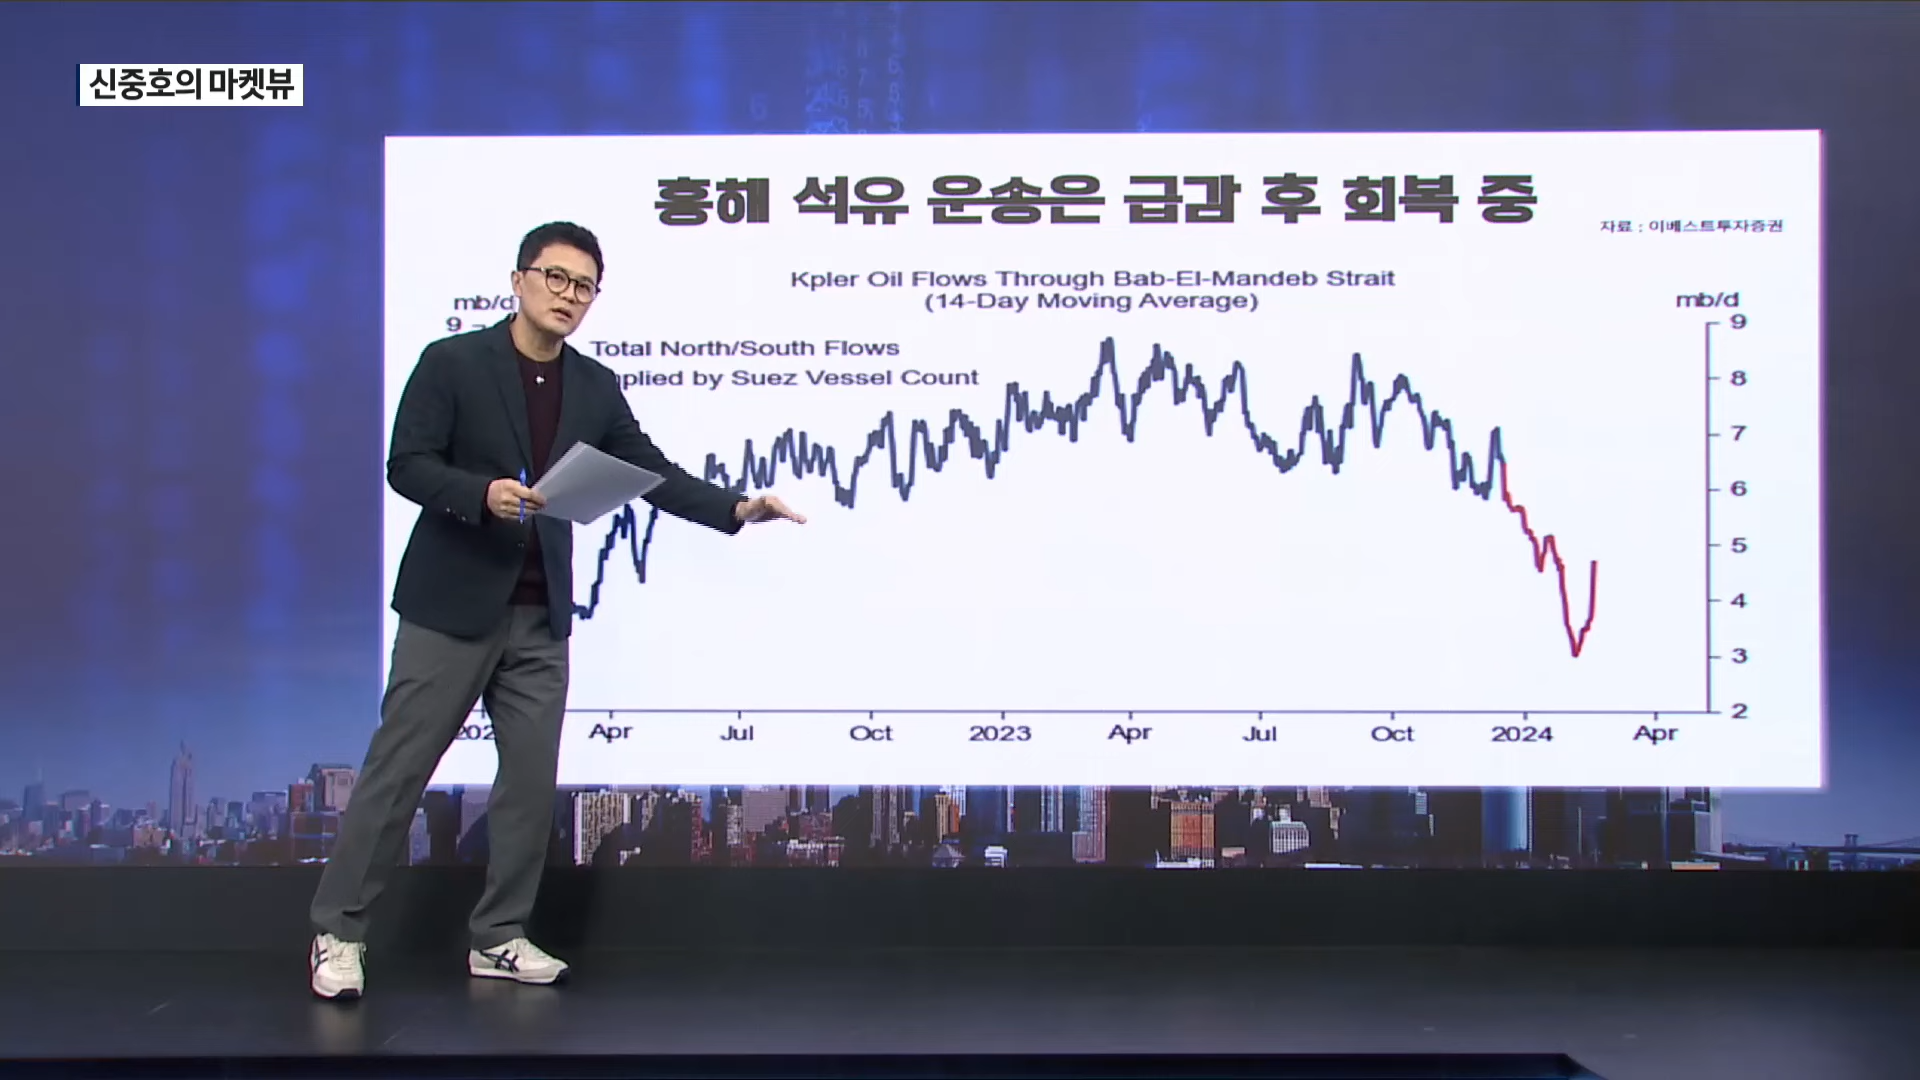 신중호의 마켓뷰
홍해 석유 운송은 급감 후 회복 중
자료 : 이베스트투자증권
Kpler Oil Flows Through Bab-El-Mandeb Strait
(14-Day Moving Average)
mb/d
mb/d
9
9
Total North/South Flows
by Suez Vessel Count
8
7
6
5
4
3
2
Apr
Jul
Oct
2023
Apr
Jul
Oct
2024
Apr